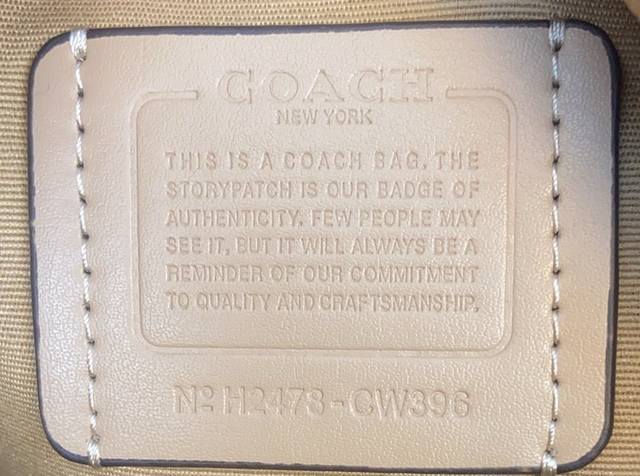 COACH
NEW YORK
THIS IS A COACH BAG. THE
STORYPATCH IS OUR BADGE OF
AUTHENTICITY. FEW PEOPLE MAY
SEE IT, BUT IT WILL ALWAYS BE A
REMINDER OF OUR COMMITMENT
TO QUALITY AND CRAFTSMANSHIP.
Nº H2478-CW396